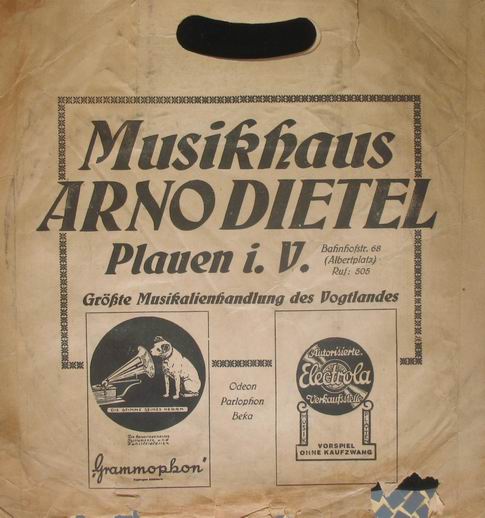 Musikhaus
ARNO DIETEL
Plauen i. V.
Bahnhofstr. 68
(Albertplatz)
Ruf: 505
Größte Musikalienhandlung des Vogtlandes
DIE STIMME SEINES HERRN
"Grammophon"
Odeon
Parlophon
Beka
Autorisierte
Electrola
Verkaufsstelle
VORSPIEL
OHNE KAUFZWANG